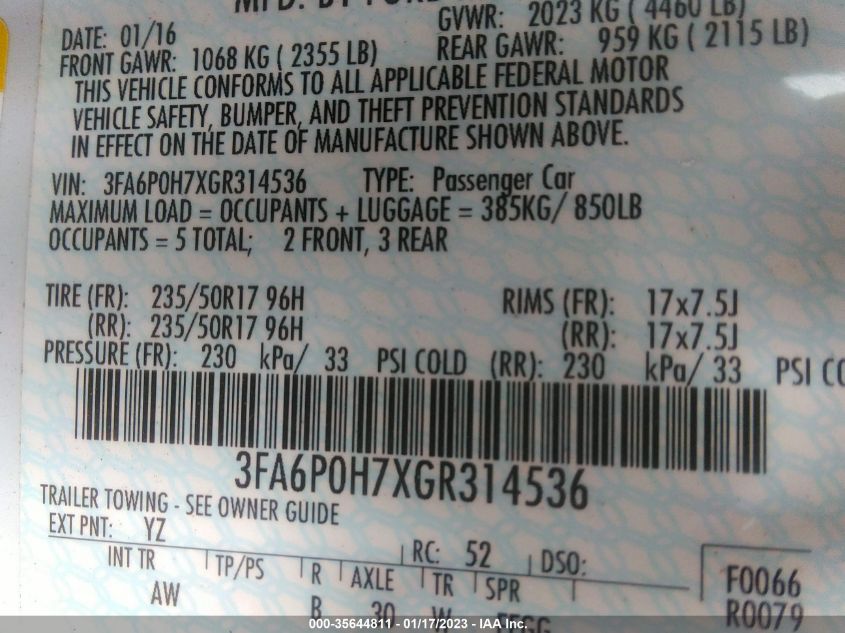 MFD. BY FORD
GVWR: 2023 KG ( 4460 LB)
DATE: 01/16
FRONT GAWR: 1068 KG ( 2355 LB) REAR GAWR: 959 KG ( 2115 LB)
THIS VEHICLE CONFORMS TO ALL APPLICABLE FEDERAL MOTOR
VEHICLE SAFETY, BUMPER, AND THEFT PREVENTION STANDARDS
IN EFFECT ON THE DATE OF MANUFACTURE SHOWN ABOVE.
VIN: 3FA6P0H7XGR314536 TYPE: Passenger Car
MAXIMUM LOAD = OCCUPANTS + LUGGAGE = 385KG/ 850LB
OCCUPANTS = 5 TOTAL; 2 FRONT, 3 REAR
TIRE (FR): 235/50R17 96H RIMS (FR): 17x7.5J
(RR): 235/50R17 96H (RR): 17x7.5J
PRESSURE (FR): 230 kPa/ 33 PSI COLD (RR): 230 kPa/ 33 PSI CO
3FA6P0H7XGR314536
TRAILER TOWING - SEE OWNER GUIDE
EXT PNT: YZ RC: 52 DSO:
INT TR TP/PS R AXLE TR SPR F0066
AW B 30 W R0079
000-35644811 - 01/17/2023 - IAA Inc.